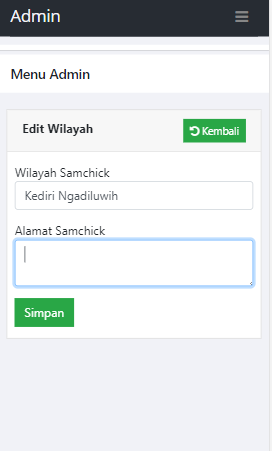 Admin
Menu Admin
Edit Wilayah
Kembali
Wilayah Samchick
Kediri Ngadiluwih
Alamat Samchick
Simpan